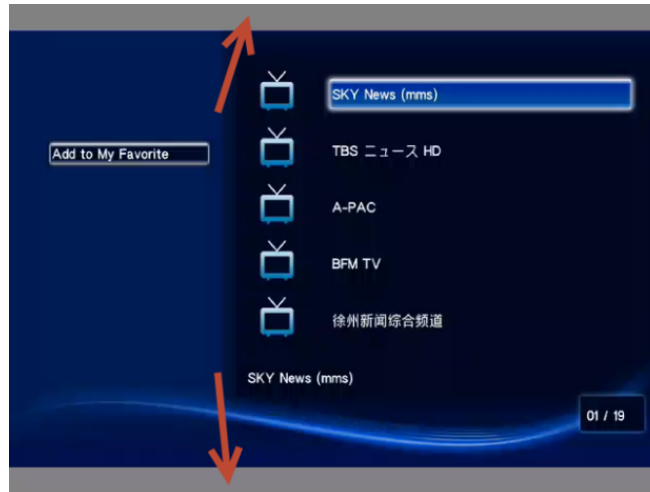 SKY News (mms)
Add to My Favorite
TBS ニュース HD
A-PAC
BFM TV
徐州新闻综合频道
SKY News (mms)
01 / 19